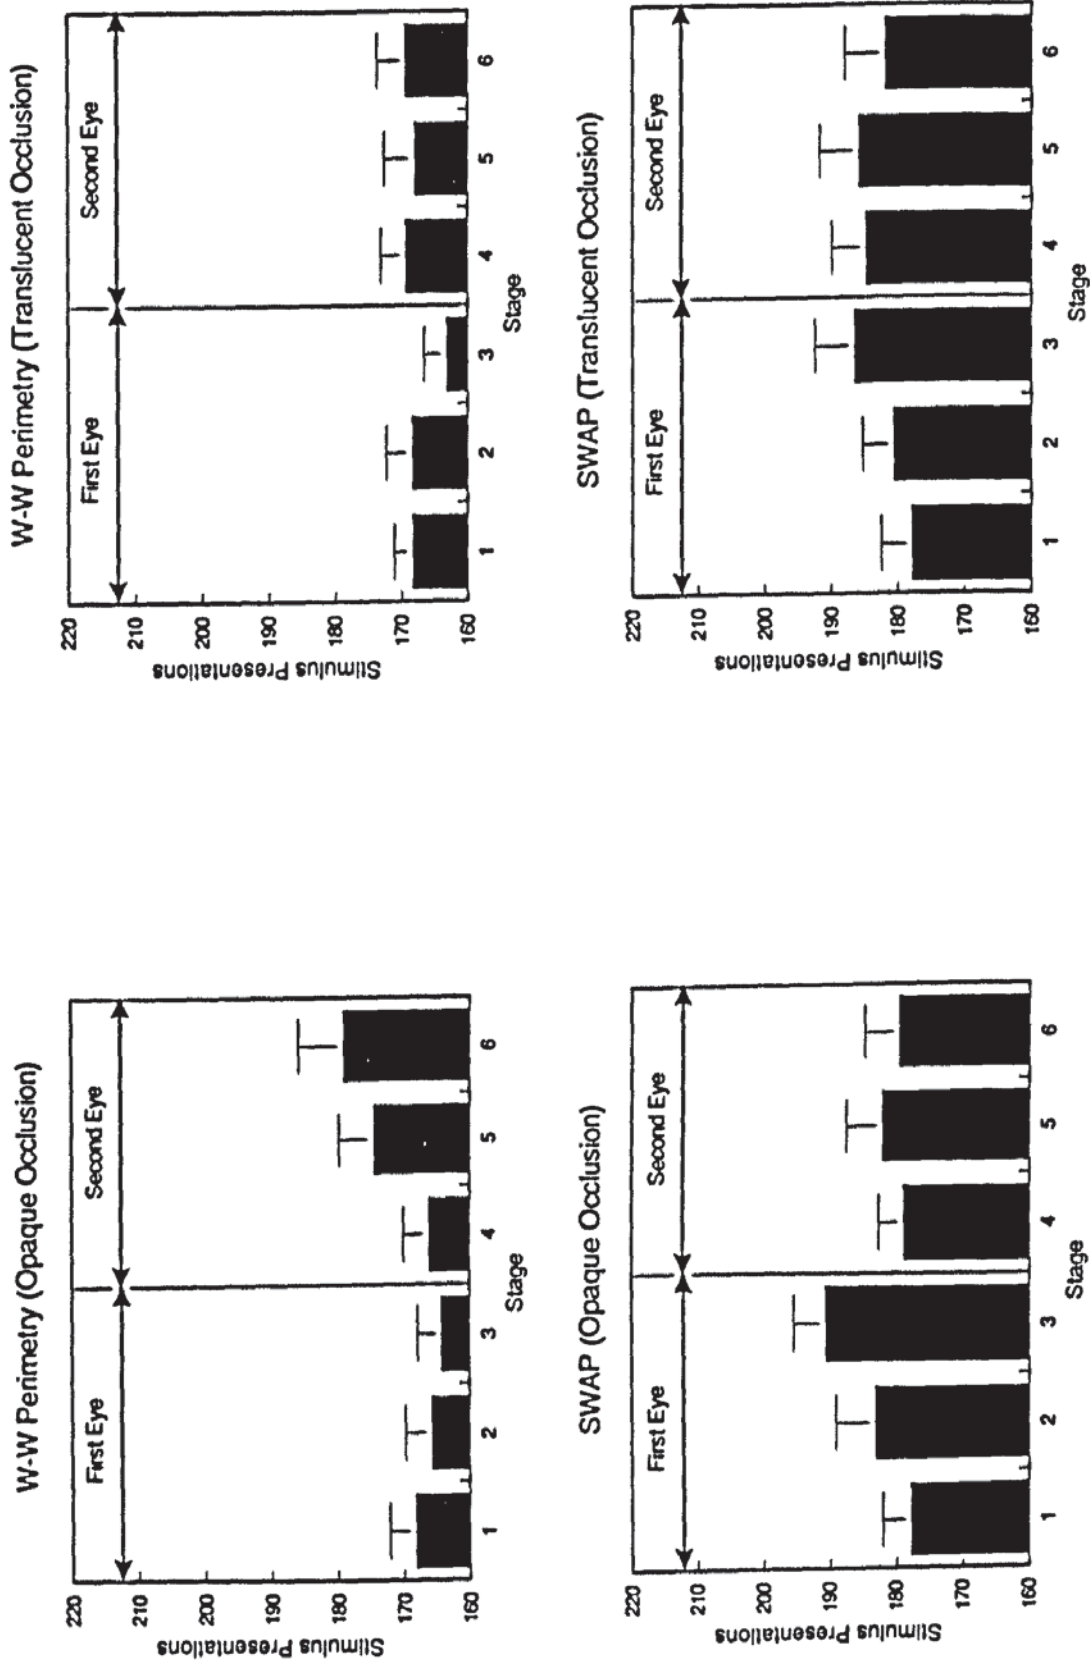 W-W Perimetry (Opaque Occlusion)
First Eye
Second Eye
Stimulus Presentations
220
210
200
190
180
170
160
1 2 3 4 5 6
Stage
SWAP (Opaque Occlusion)
First Eye
Second Eye
Stimulus Presentations
220
210
200
190
180
170
160
1 2 3 4 5 6
Stage
W-W Perimetry (Translucent Occlusion)
First Eye
Second Eye
Stimulus Presentations
220
210
200
190
180
170
160
1 2 3 4 5 6
Stage
SWAP (Translucent Occlusion)
First Eye
Second Eye
Stimulus Presentations
220
210
200
190
180
170
160
1 2 3 4 5 6
Stage